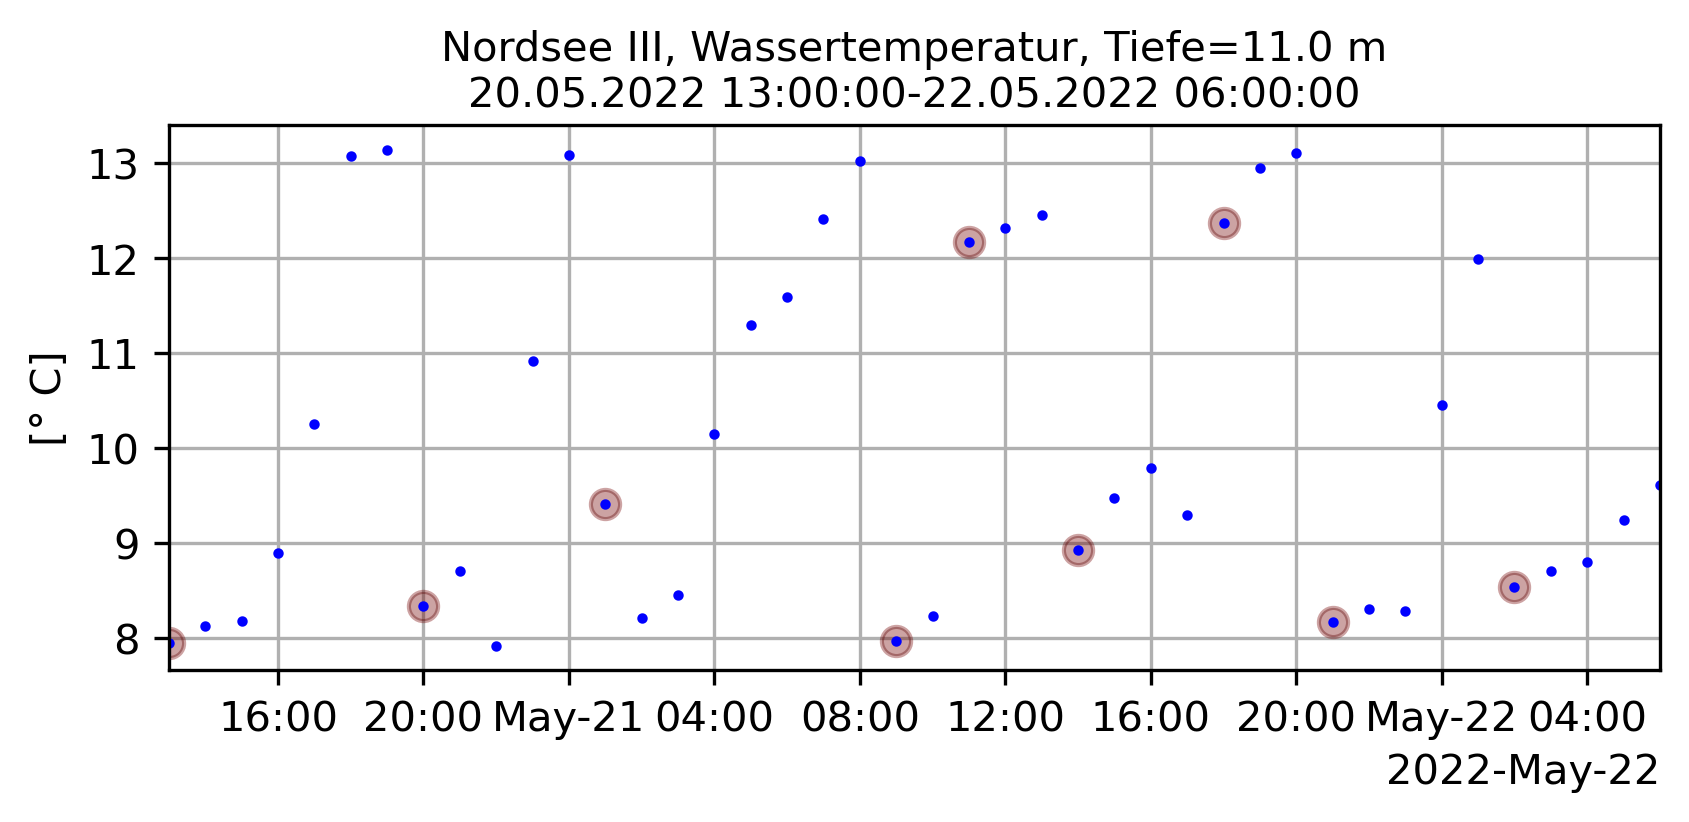 Nordsee III, Wassertemperatur, Tiefe=11.0 m
20.05.2022 13:00:00-22.05.2022 06:00:00
[° C]
13
12
11
10
9
8
16:00 20:00 May-21 04:00 08:00 12:00 16:00 20:00 May-22 04:00
2022-May-22